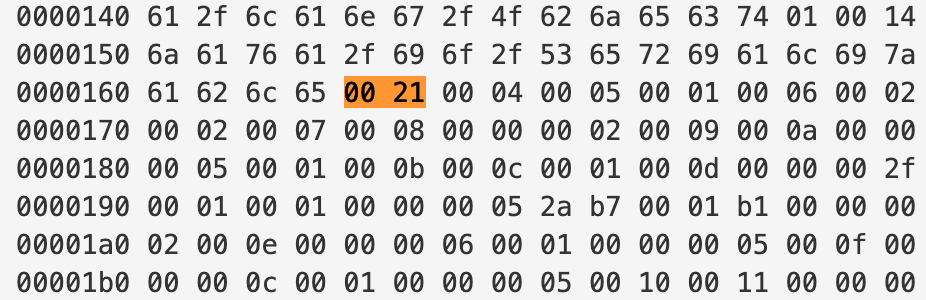 0000140 61 2f 6c 61 6e 67 2f 4f 62 6a 65 63 74 01 00 14
0000150 6a 61 76 61 2f 69 6f 2f 53 65 72 69 61 6c 69 7a
0000160 61 62 6c 65 00 21 00 04 00 05 00 01 00 06 00 02
0000170 00 02 00 07 00 08 00 00 00 02 00 09 00 0a 00 00
0000180 00 05 00 01 00 0b 00 0c 00 01 00 0d 00 00 00 2f
0000190 00 01 00 01 00 00 00 05 2a b7 00 01 b1 00 00 00
00001a0 02 00 0e 00 00 00 06 00 01 00 00 00 05 00 0f 00
00001b0 00 00 0c 00 01 00 00 00 05 00 10 00 11 00 00 00